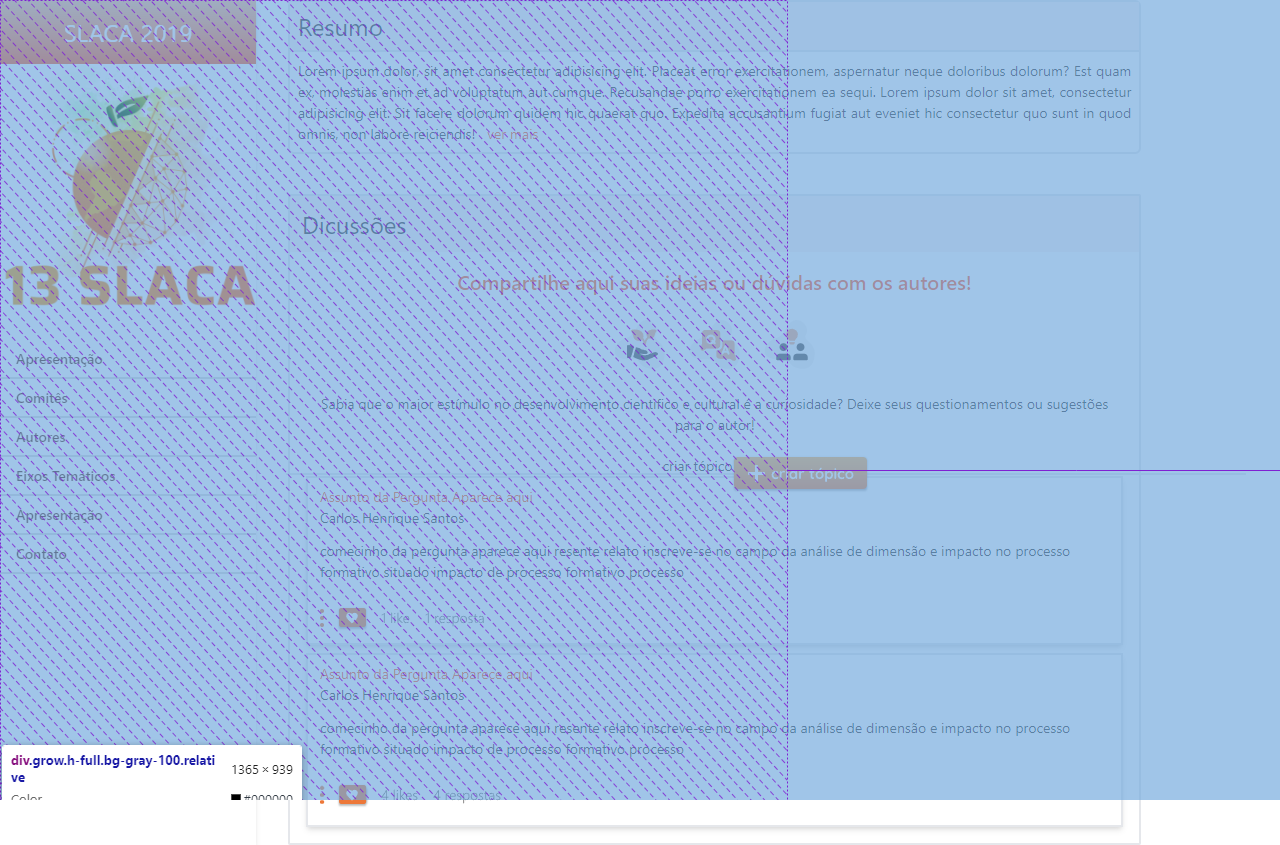 SLACA 2019
13 SLACA
Apresentação
Comitês
Autores
Eixos Temáticos
Apresentação
Contato
Resumo
Lorem ipsum dolor, sit amet consectetur adipisicing elit. Placeat error exercitationem, aspernatur neque doloribus dolorum? Est quam
ex, molestias enim et ad voluptatum aut cumque. Recusandae porro exercitationem ea sequi. Lorem ipsum dolor sit amet, consectetur
adipisicing elit. Sit facere dolorum quidem hic quaerat quo. Expedita accusantium fugiat aut eveniet hic consectetur quo sunt in quod
omnis, non labore reiciendis! ver mais
Dicussões
Compartilhe aqui suas ideias ou dúvidas com os autores!
Sabia que o maior estímulo no desenvolvimento científico e cultural é a curiosidade? Deixe seus questionamentos ou sugestões
para o autor!
criar tópico
+ criar tópico
Assunto da Pergunta Aparece aqui
Carlos Henrique Santos
comecinho da pergunta aparece aqui resente relato inscreve-se no campo da análise de dimensão e impacto no processo
formativo situado impacto de processo formativo processo
1 like 1 resposta
Assunto da Pergunta Aparece aqui
Carlos Henrique Santos
comecinho da pergunta aparece aqui resente relato inscreve-se no campo da análise de dimensão e impacto no processo
formativo situado impacto de processo formativo processo
4 likes 4 respostas
div.grow.h-full.bg-gray-100.relati
ve
1365 × 939
Color #000000